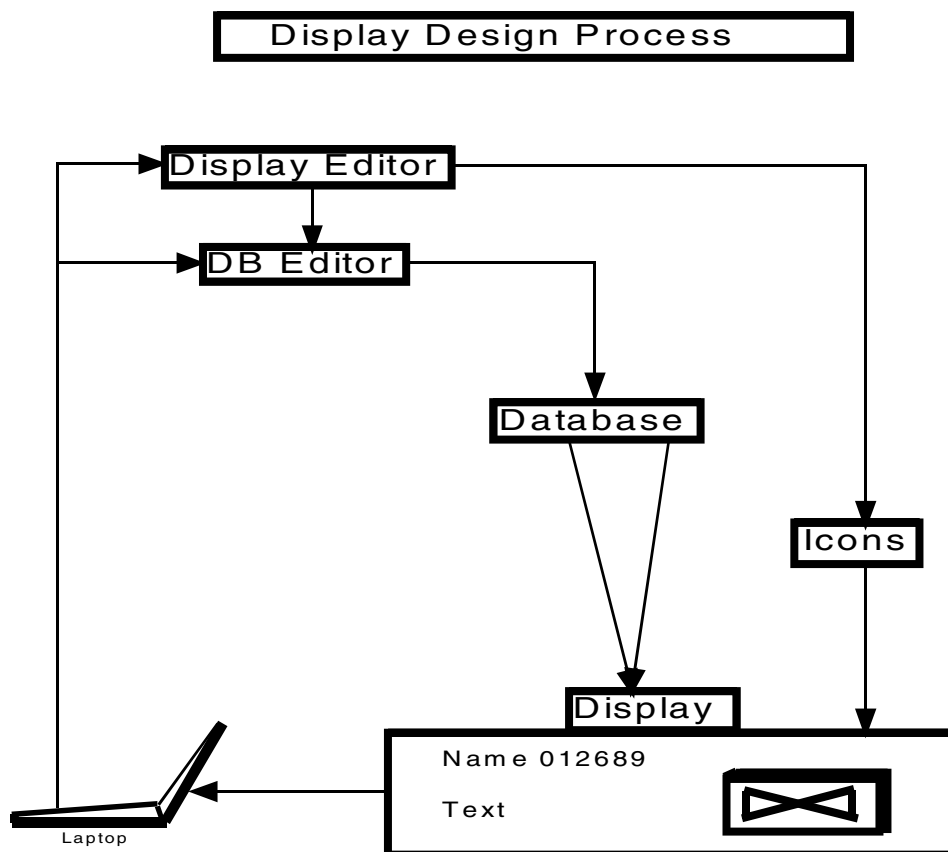 Display Design Process
Display Editor
DB Editor
Database
Icons
Display
Name 012689
Text
Laptop